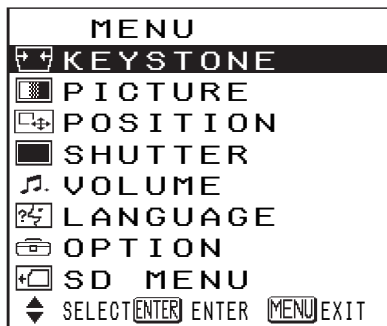 MENU
KEYSTONE
PICTURE
POSITION
SHUTTER
VOLUME
LANGUAGE
OPTION
SD MENU
SELECT ENTER ENTER MENU EXIT